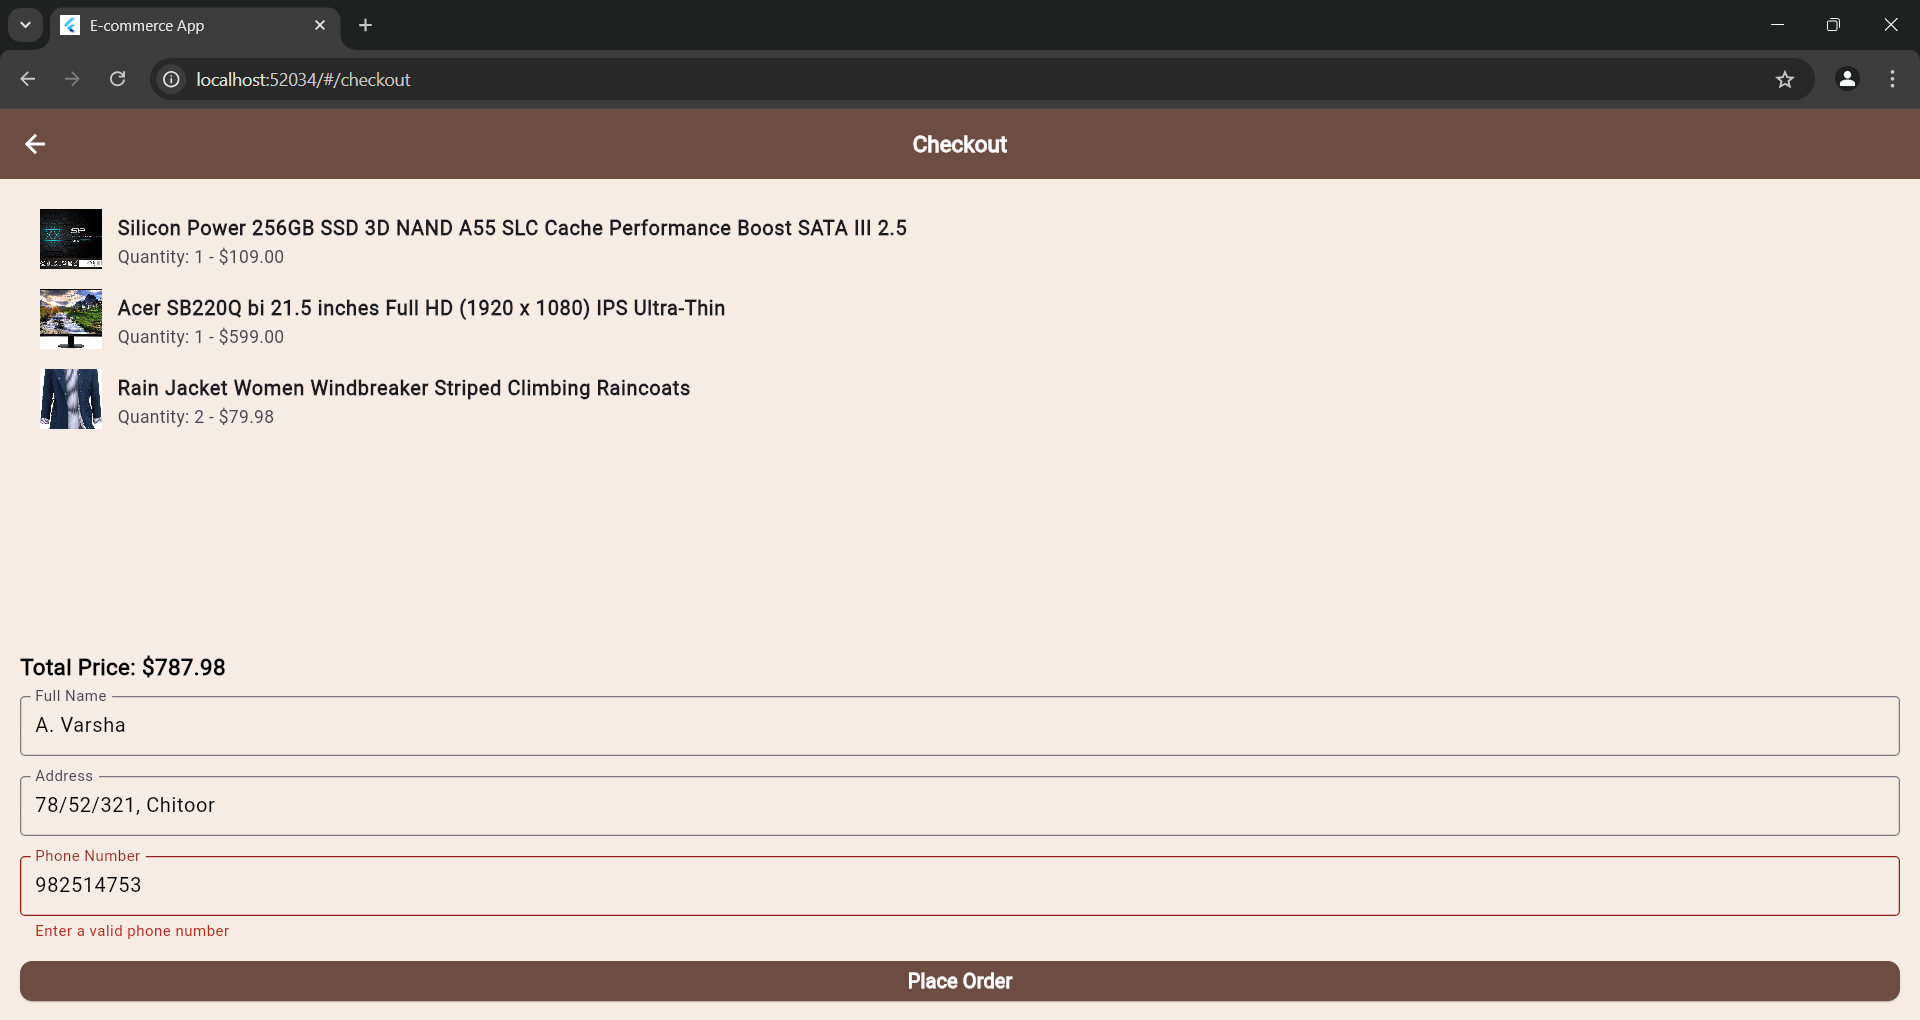 E-commerce App
localhost:52034/#/checkout
Checkout
Silicon Power 256GB SSD 3D NAND A55 SLC Cache Performance Boost SATA III 2.5
Quantity: 1 - $109.00
Acer SB220Q bi 21.5 inches Full HD (1920 x 1080) IPS Ultra-Thin
Quantity: 1 - $599.00
Rain Jacket Women Windbreaker Striped Climbing Raincoats
Quantity: 2 - $79.98
Total Price: $787.98
Full Name
A. Varsha
Address
78/52/321, Chitoor
Phone Number
982514753
Enter a valid phone number
Place Order